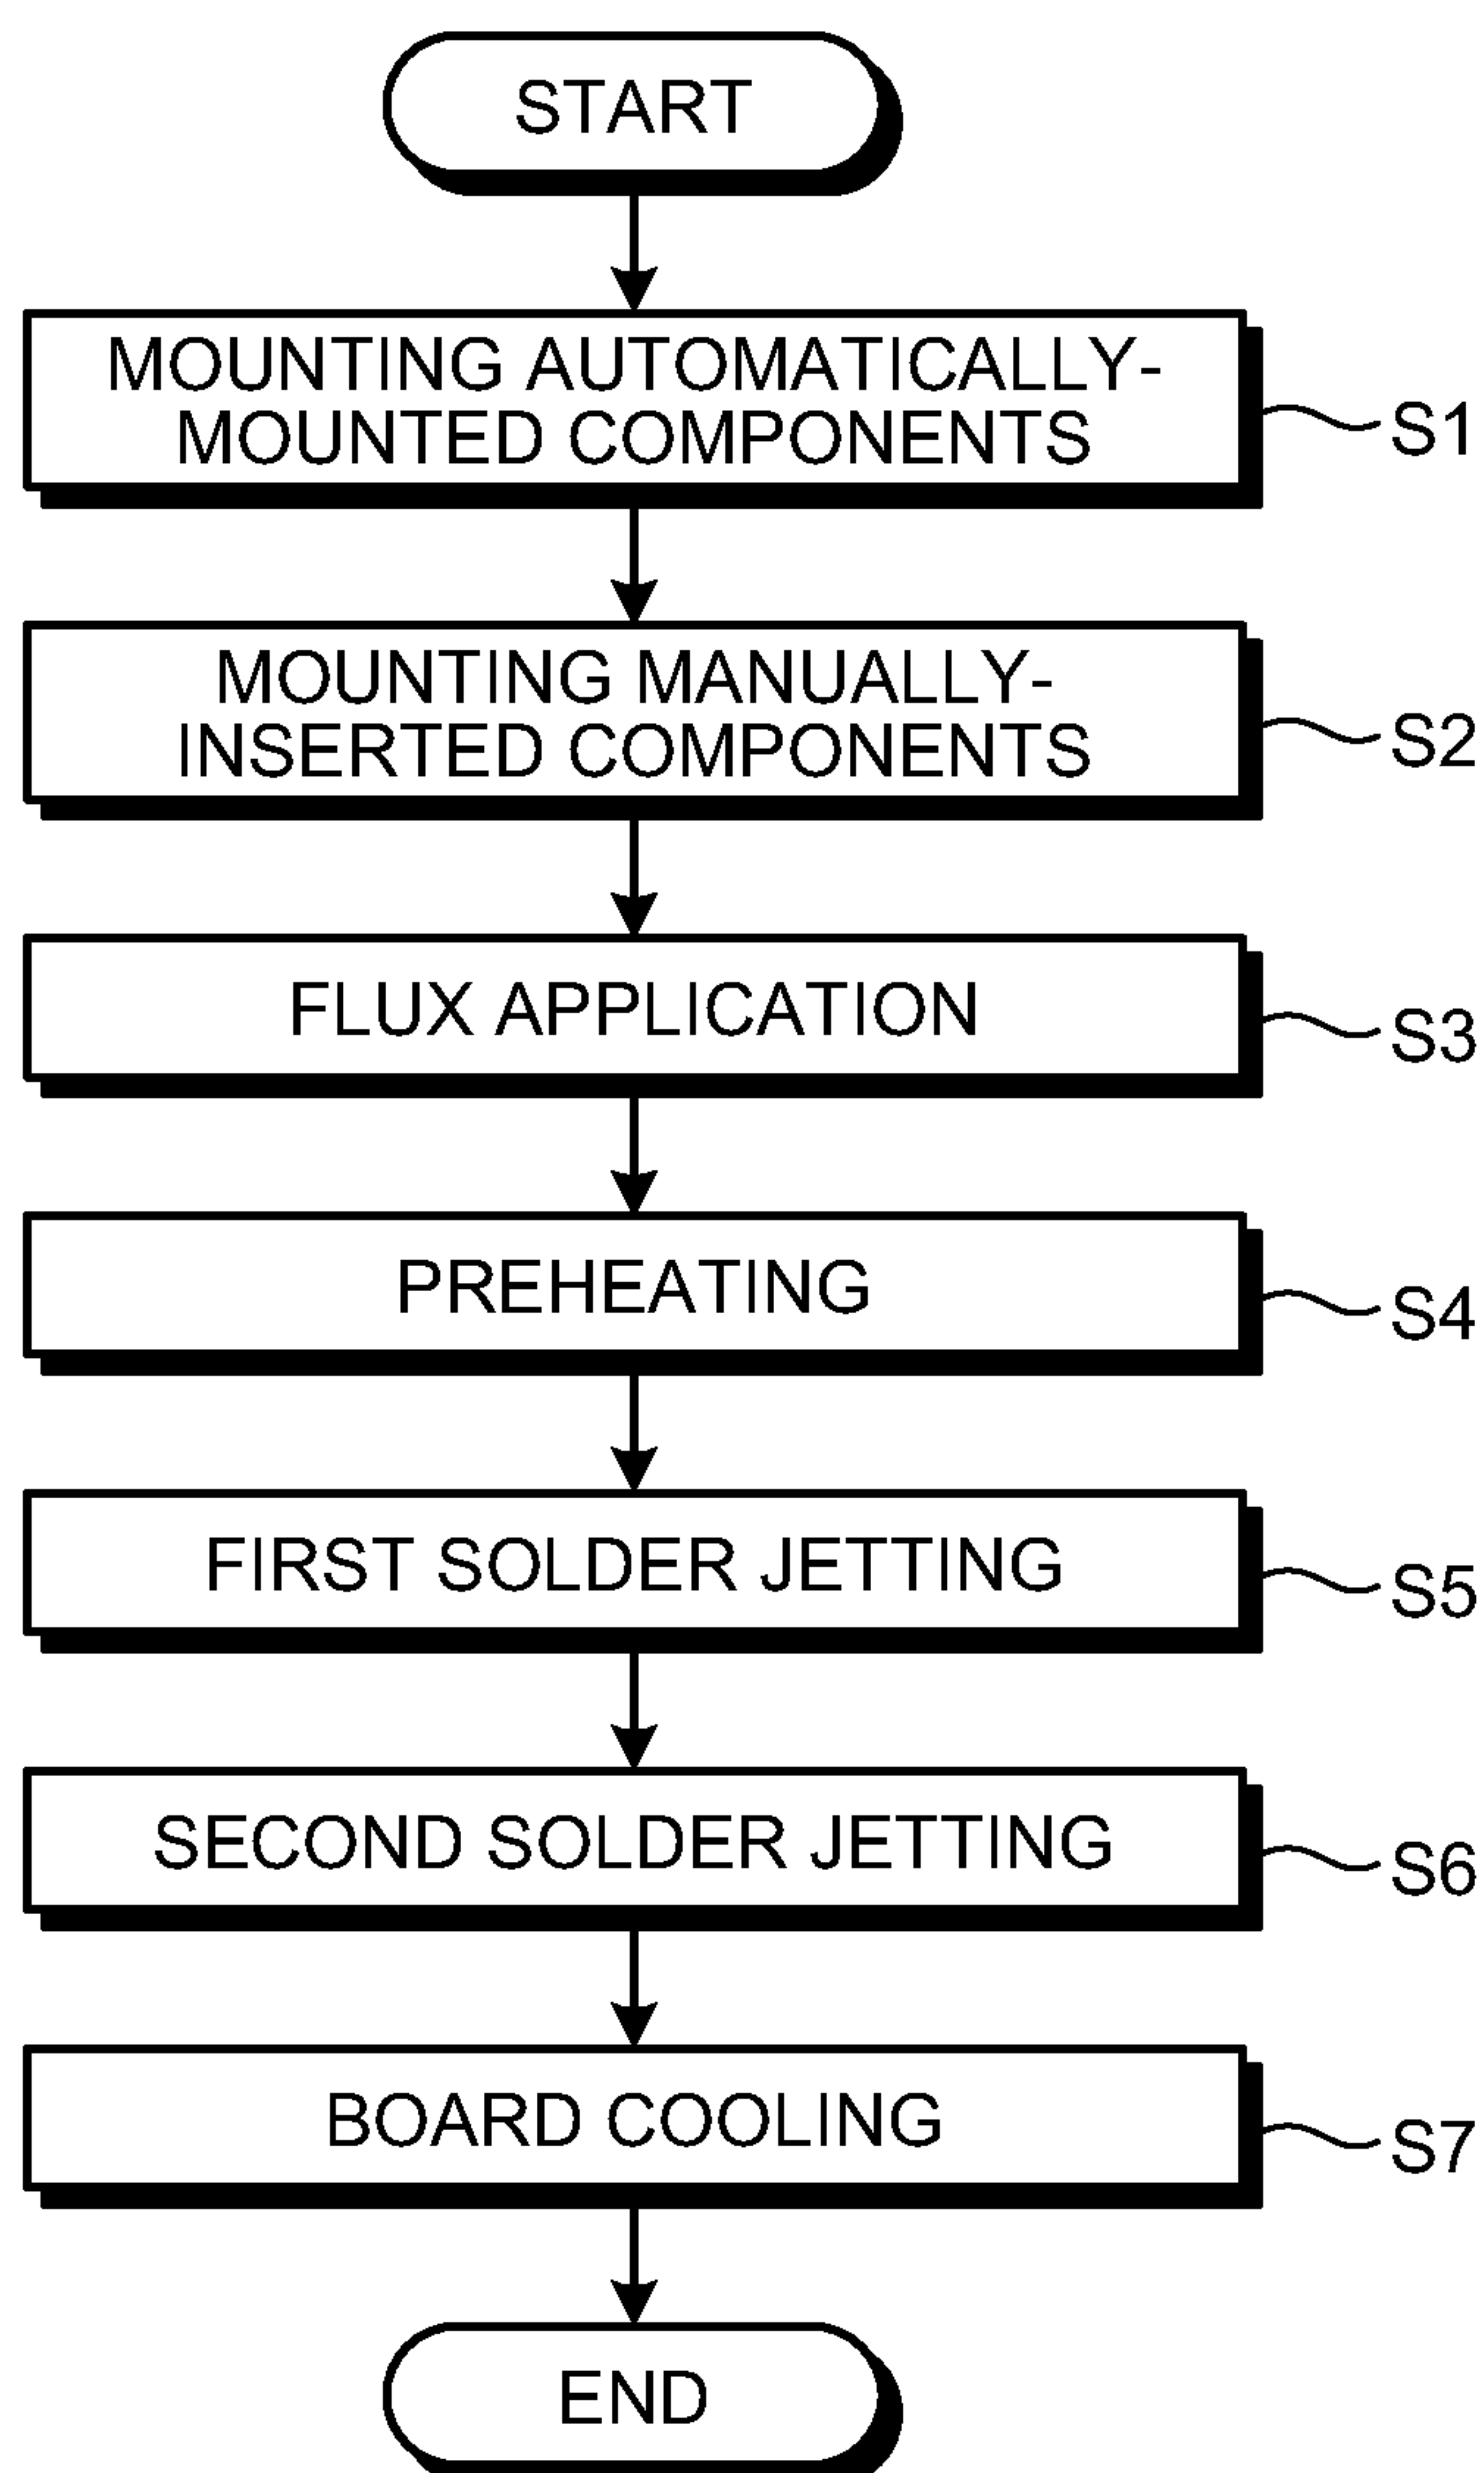 START
MOUNTING AUTOMATICALLY-
MOUNTED COMPONENTS
S1
MOUNTING MANUALLY-
INSERTED COMPONENTS
S2
FLUX APPLICATION
S3
PREHEATING
S4
FIRST SOLDER JETTING
S5
SECOND SOLDER JETTING
S6
BOARD COOLING
S7
END